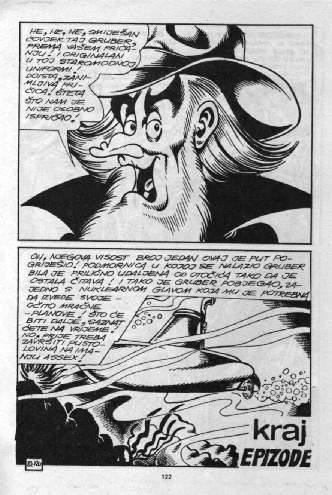 HE, HE, HE, SMIJEŠAN
ČOVJEK TAJ GRUBER,
PREMA VAŠEM PRIČA-
NJU! I ORIGINALAN
U TOJ STAROMODNOJ
UNIFORMI!
DOISTA, ZANI-
MLJIVA PRI-
ČICA! ŠTETA
ŠTO NAM JE
NIJE OSOBNO
ISPRIČAO!
OH, NJEGOVA VISOST BROJ JEDAN OVAJ JE PUT PO-
GRIJEŠIO! PODMORNICA U KOJOJ SE NALAZIO GRUBER
BILA JE PRILIČNO UDALJENA OD OTOČIĆA TAKO DA JE
OSTALA ČITAVA! I TAKO JE GRUBER POBJEGAO, ZA-
JEDNO S NUKLEARNOM GLAVOM KOJA MU JE POTREBNA
DA IZVEDE SVOJE
OČITO MRAČNE
PLANOVE! ŠTO ĆE
BITI DALJE, SAZNAT
ĆETE NA VRIJEME!
NO, PRIJE TREBA
ZAVRŠITI PUSTO-
LOVINA NA IMA-
NJU ASSEX!
kraj
EPIZODE
122